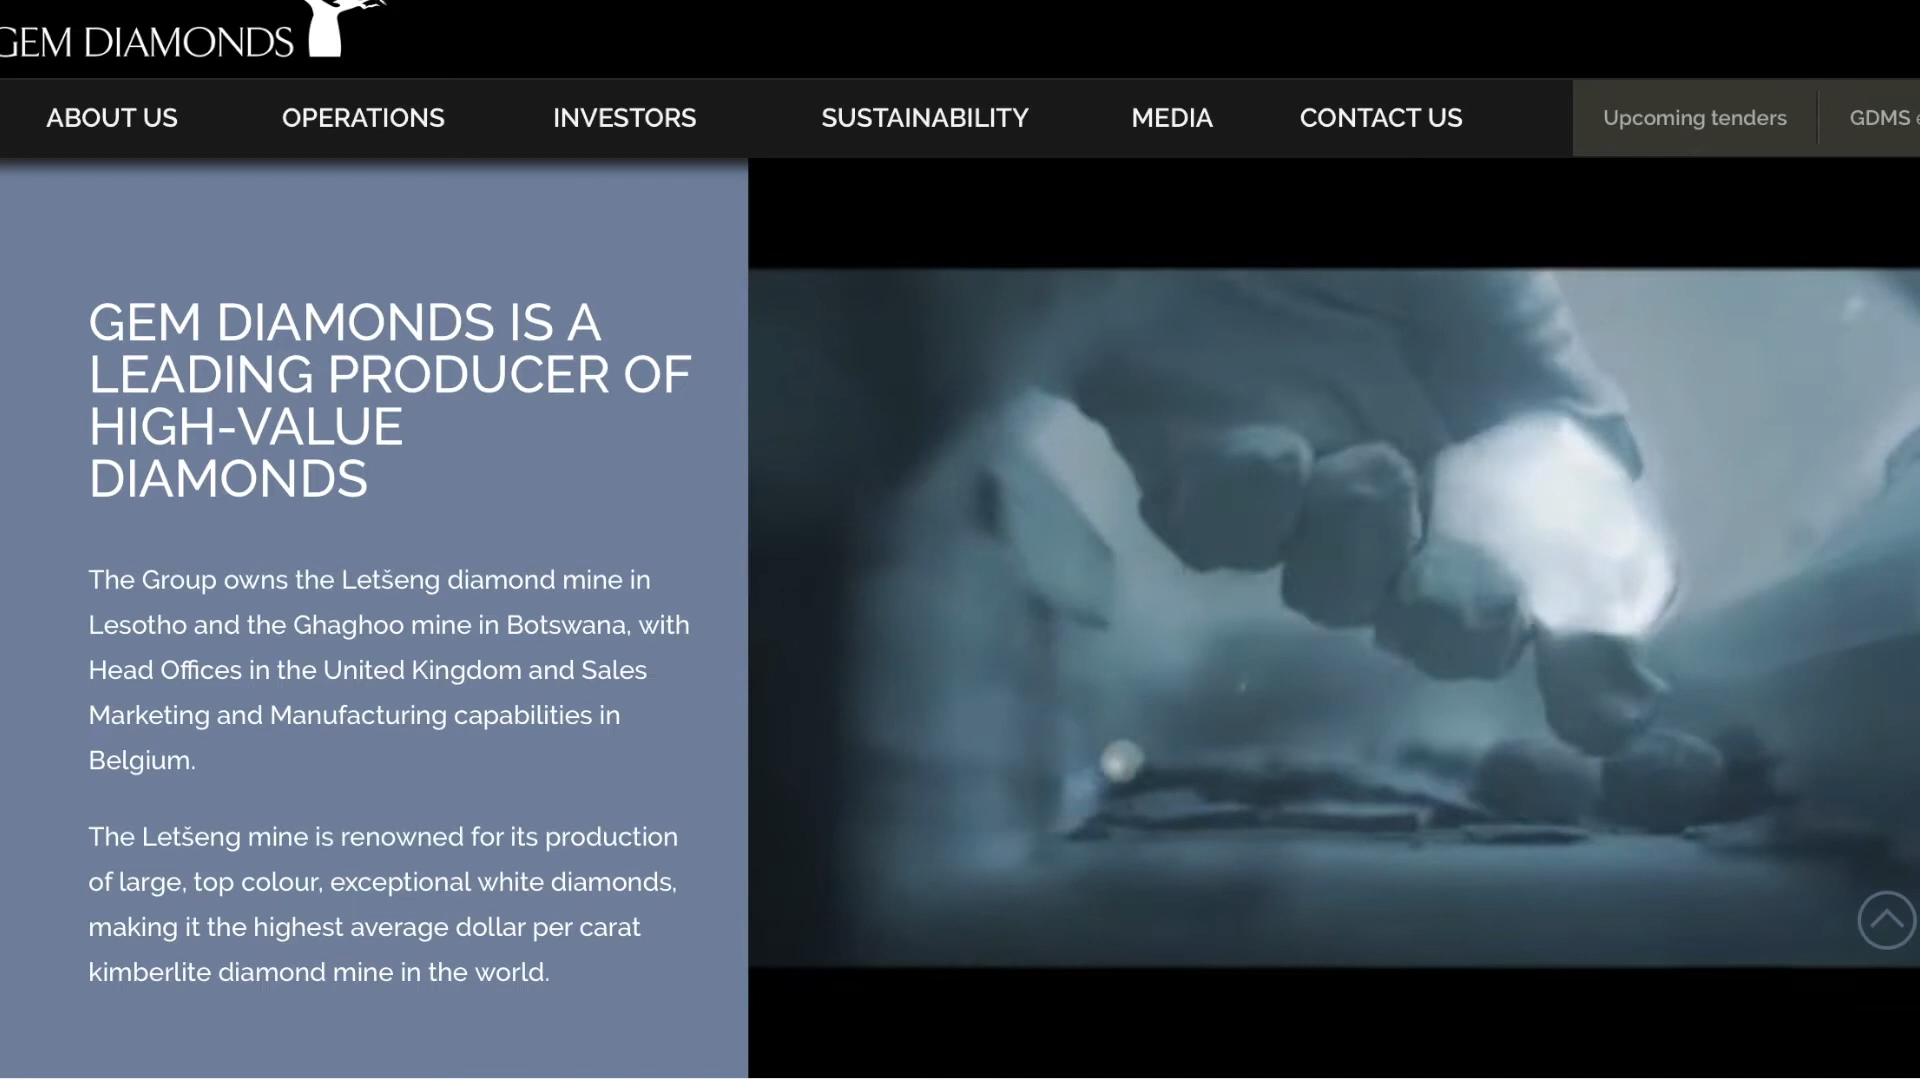 GEM DIAMONDS
ABOUT US
OPERATIONS
INVESTORS
SUSTAINABILITY
MEDIA
CONTACT US
Upcoming tenders
GDMS
GEM DIAMONDS IS A
LEADING PRODUCER OF
HIGH-VALUE
DIAMONDS
The Group owns the Letšeng diamond mine in
Lesotho and the Ghaghoo mine in Botswana, with
Head Offices in the United Kingdom and Sales
Marketing and Manufacturing capabilities in
Belgium.
The Letšeng mine is renowned for its production
of large, top colour, exceptional white diamonds,
making it the highest average dollar per carat
kimberlite diamond mine in the world.